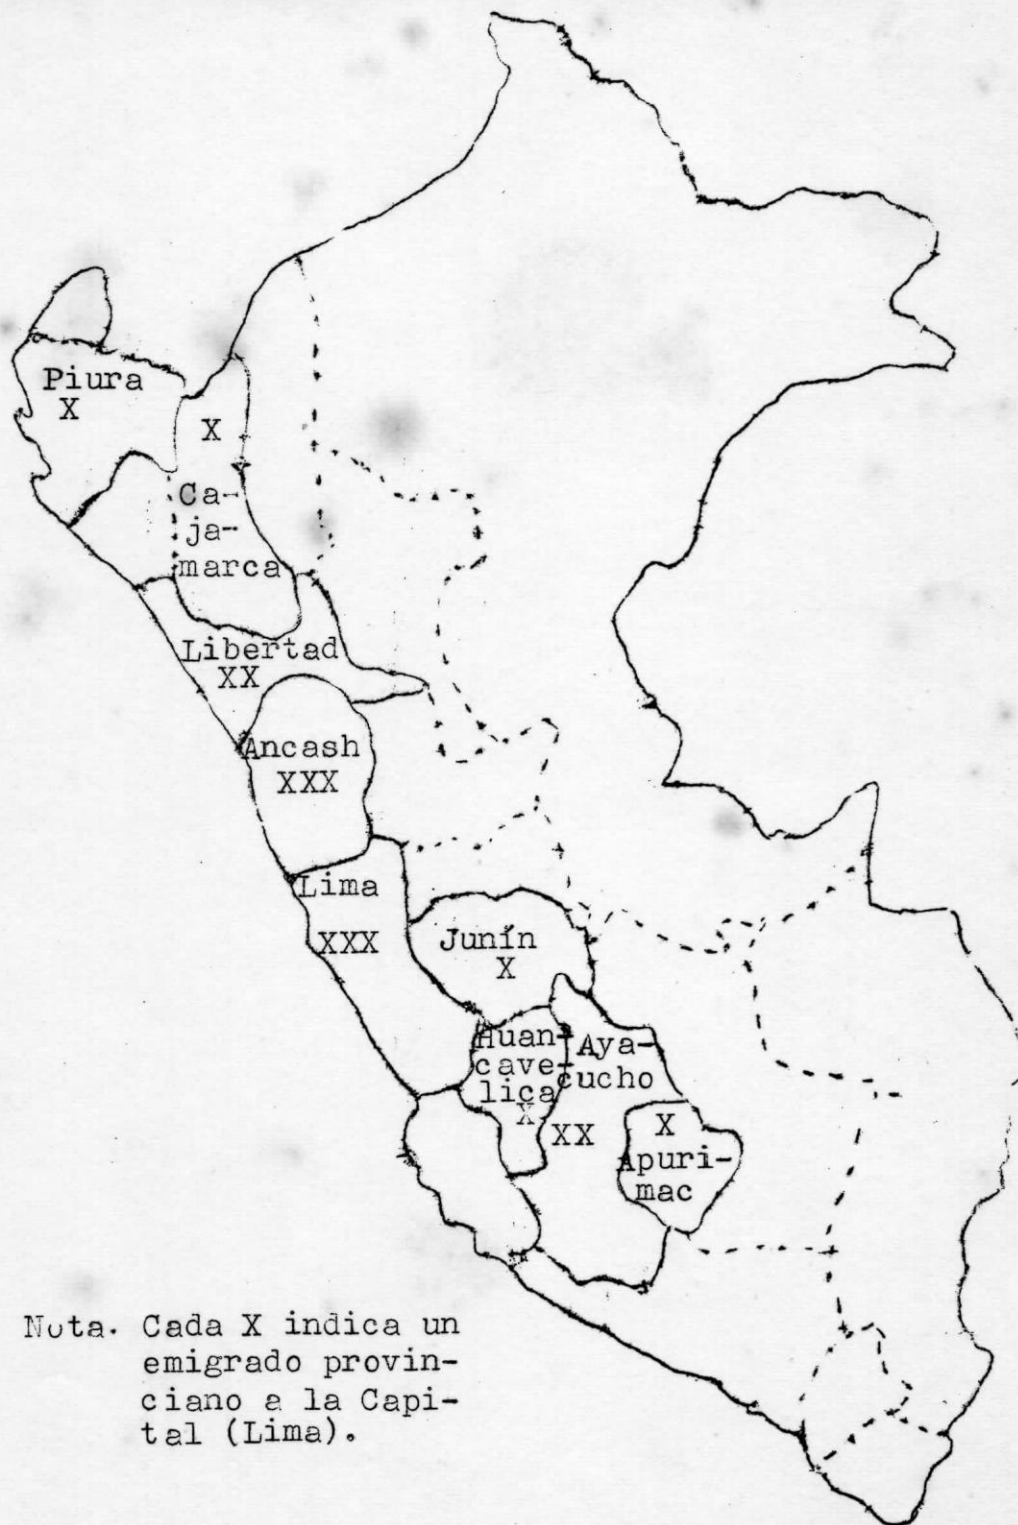 Piura
X
X
Ca-
ja-
marca
Libertad
XX
Ancash
XXX
Lima
XXX
Junín
X
Huan-
cave-
lica
X
Aya-
cucho
XX
X
Apuri-
mac
Nota. Cada X indica un
emigrado provin-
ciano a la Capi-
tal (Lima).